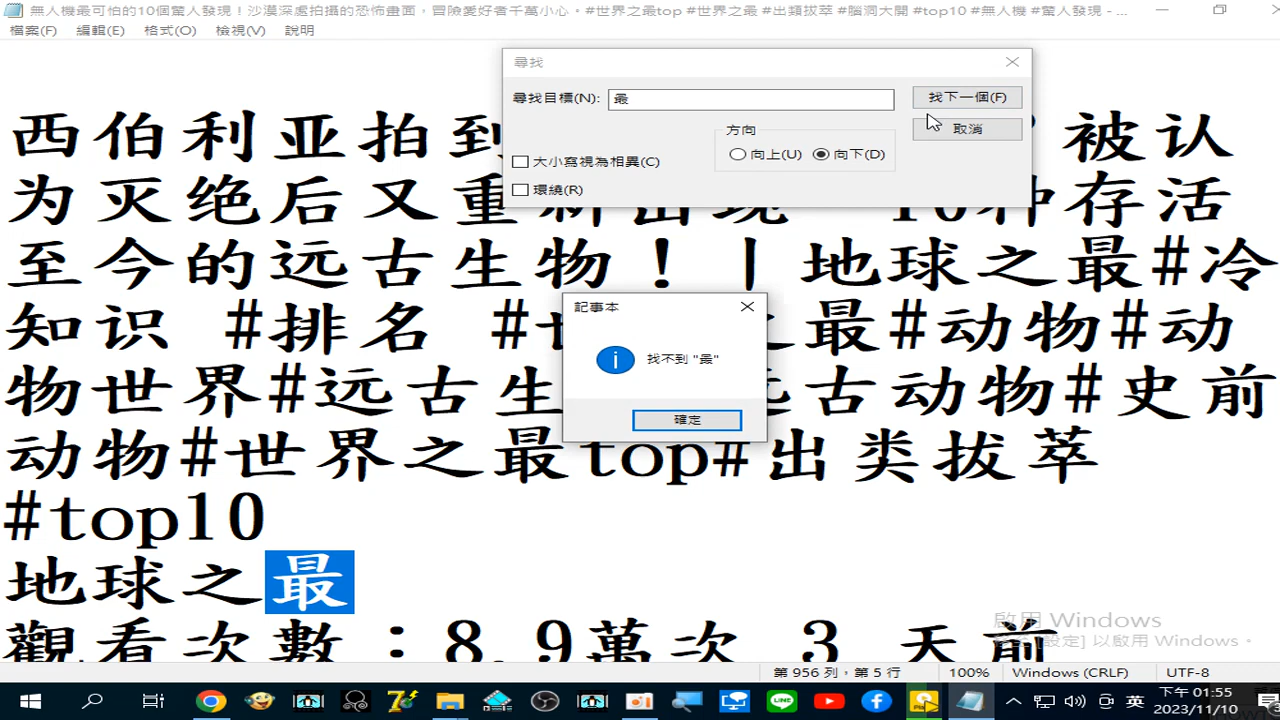 無人機最可怕的10個驚人發現！沙漠深處拍攝的恐怖畫面，冒險愛好者千萬小心。#世界之最top #世界之最 #出類拔萃 #腦洞大開 #top10 #無人機 #驚人發現 - ...
檔案(F) 編輯(E) 格式(O) 檢視(V) 說明
尋找
尋找目標(N): 最
找下一個(F)
方向
取消
向上(U) 向下(D)
大小寫視為相異(C)
環繞(R)
西伯利亚拍到 被认
为灭绝后又重新出现 10种存活
至今的远古生物！｜地球之最#冷
知识 #排名 #世 之最#动物#动
物世界#远古生 古动物#史前
动物#世界之最top#出类拔萃
#top10
地球之最
觀看次數：8.9萬次 3 天前
記事本
找不到 "最"
確定
啟用 Windows
[設定] 以啟用 Windows。
第 956 列，第 5 行 100% Windows (CRLF) UTF-8
英 下午 01:55
2023/11/10